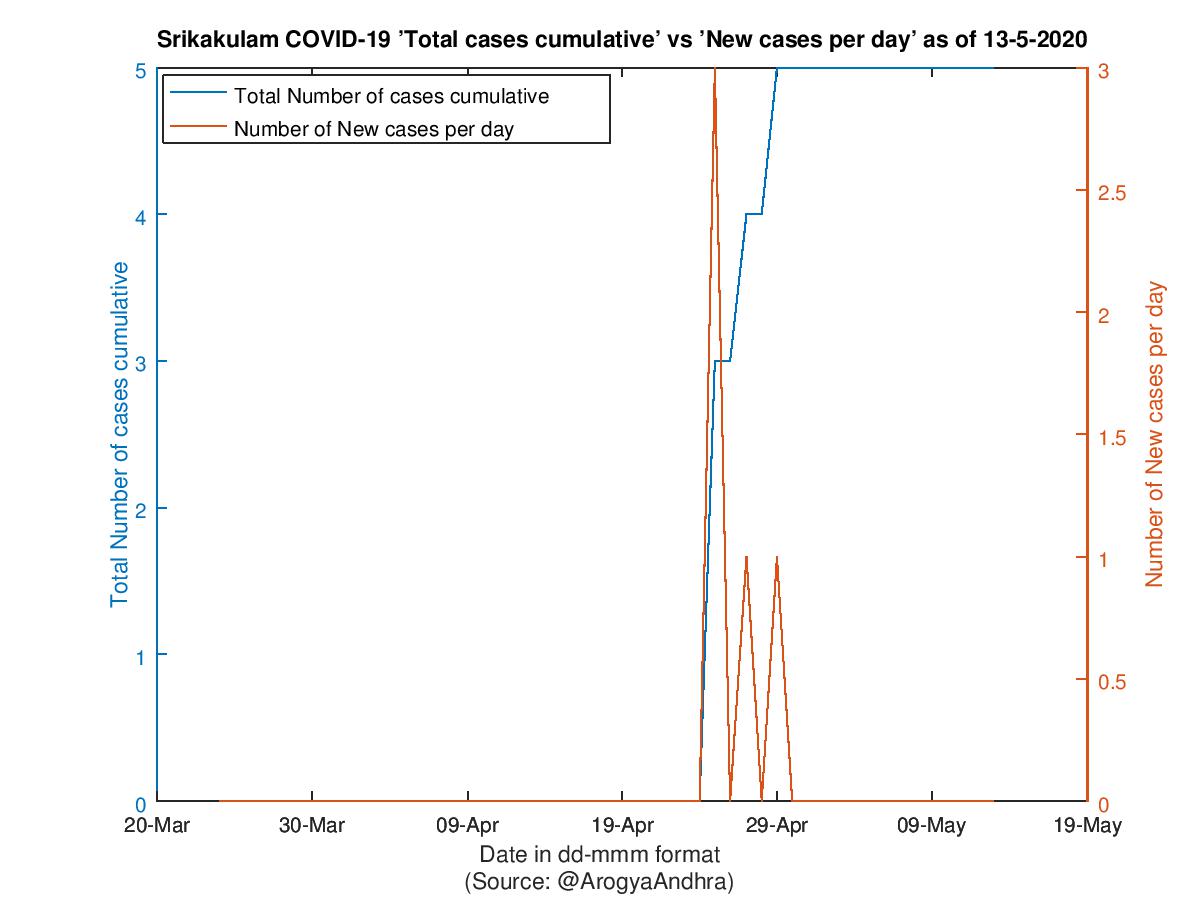 Srikakulam COVID-19 ’Total cases cumulative’ vs ’New cases per day’ as of 13-5-2020
Total Number of cases cumulative
Number of New cases per day
5
4
3
2
1
0
Total Number of cases cumulative
3
2.5
2
1.5
1
0.5
0
Number of New cases per day
20-Mar 30-Mar 09-Apr 19-Apr 29-Apr 09-May 19-May
Date in dd-mmm format
(Source: @ArogyaAndhra)